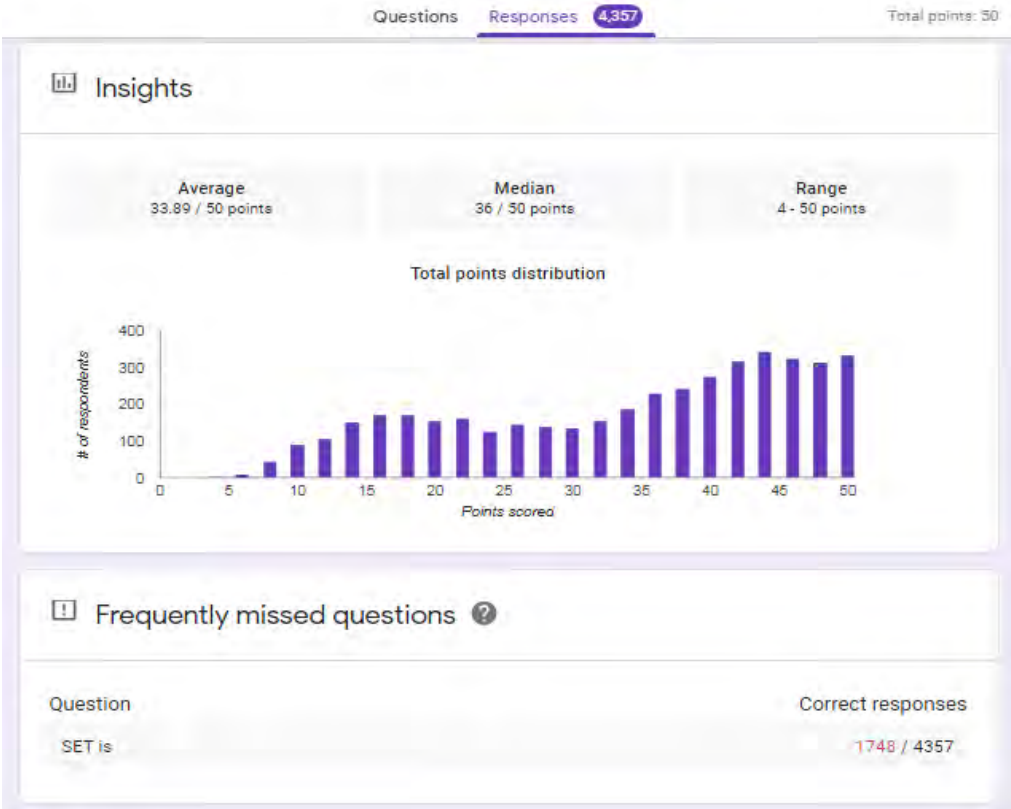 Questions Responses 4,357 Total points: 50
Insights
Average Median Range
33.89 / 50 points 36 / 50 points 4 - 50 points
Total points distribution
# of respondents
400
300
200
100
0
0 5 10 15 20 25 30 35 40 45 50
Points scored
Frequently missed questions ?
Question Correct responses
SET is 1748 / 4357